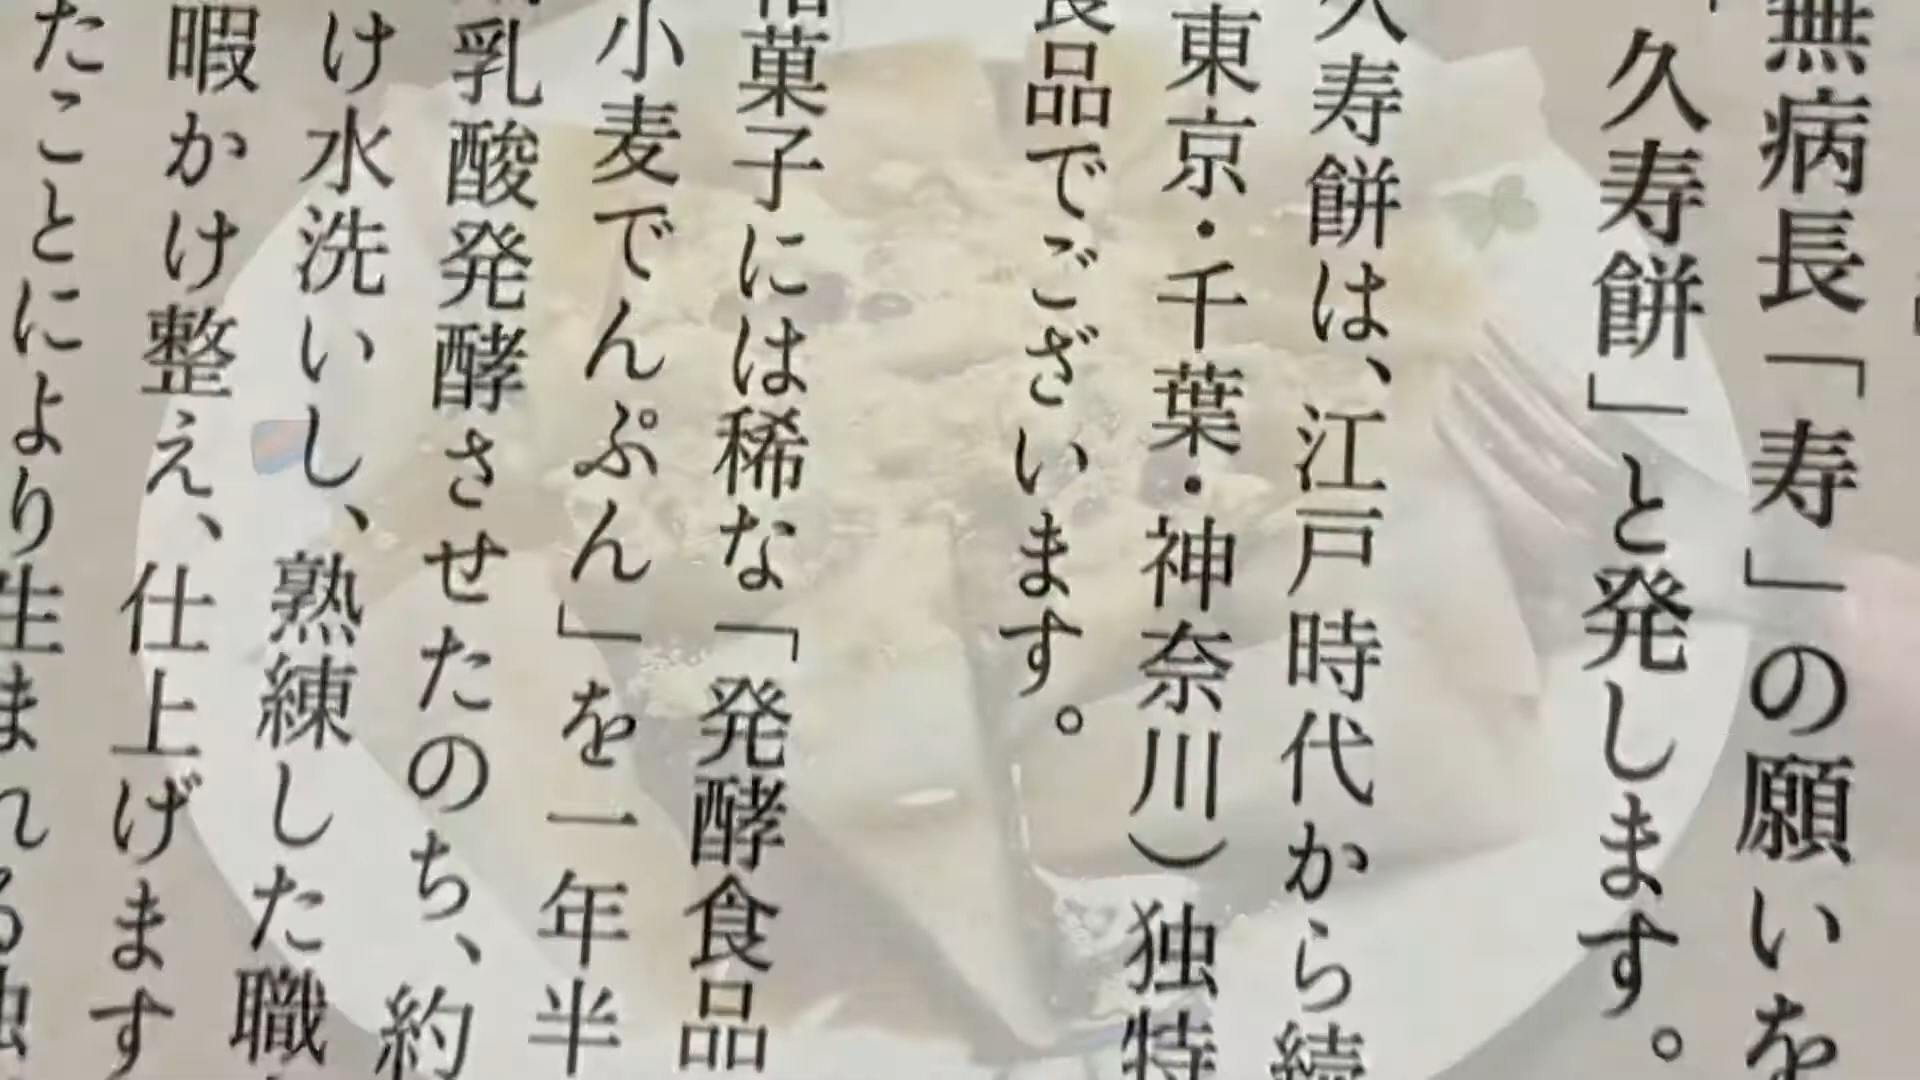 無病長「寿」の願いを
「久寿餅」と発します。
久寿餅は、江戸時代から続
東京・千葉・神奈川）独特
食品でございます。
和菓子には稀な「発酵食品
小麦でんぷん」を一年半
乳酸発酵させたのち、約
け水洗いし、熟練した職
暇かけ整え、仕上げます
たことにより生まれる独